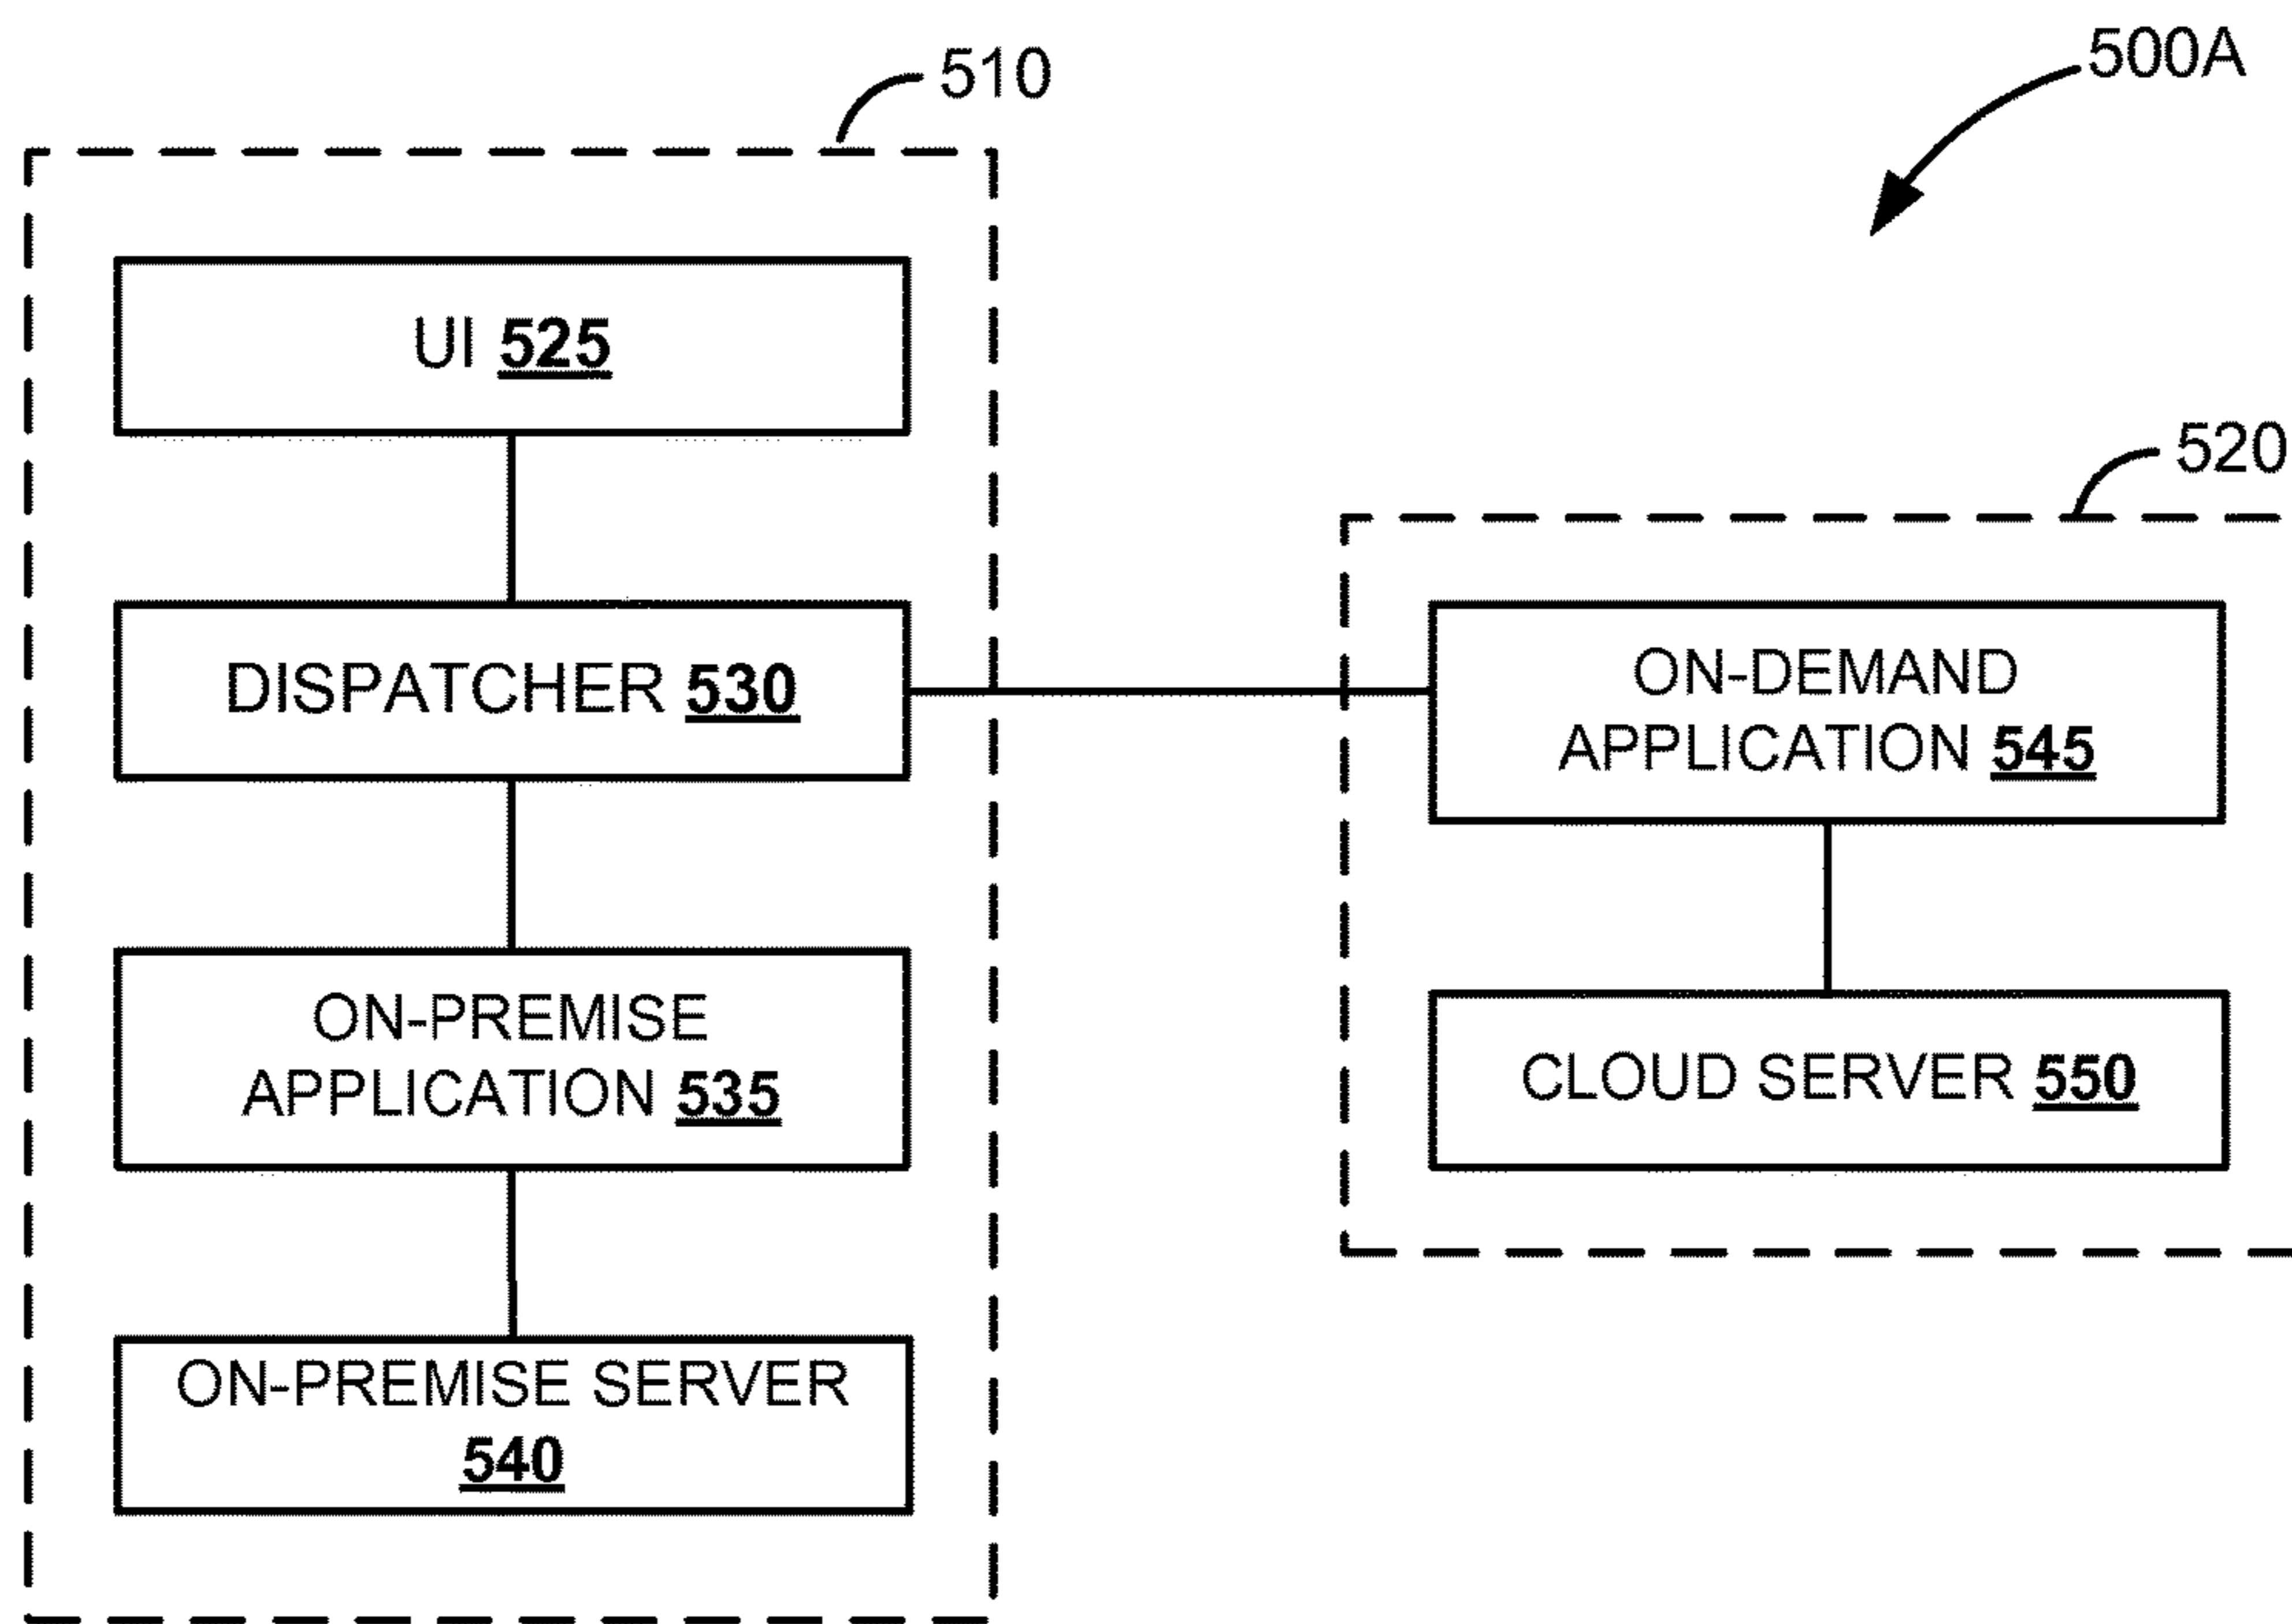 500A
510
UI 525
520
DISPATCHER 530
ON-DEMAND
APPLICATION 545
ON-PREMISE
APPLICATION 535
CLOUD SERVER 550
ON-PREMISE SERVER
540